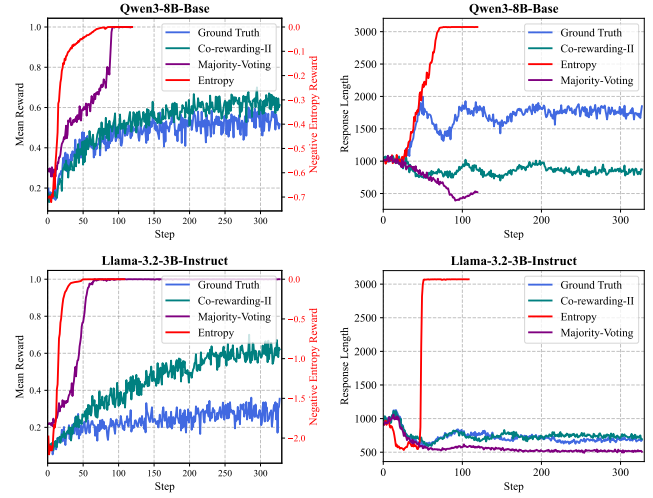 Qwen3-8B-Base
1.0
0.8
0.6
0.4
0.2
Mean Reward
0
50
100
150
200
250
300
Step
0.0
−0.1
−0.2
−0.3
−0.4
−0.5
−0.6
−0.7
Negative Entropy Reward
Ground Truth
Co-rewarding-II
Majority-Voting
Entropy
Qwen3-8B-Base
3000
2500
2000
1500
1000
500
Response Length
0
100
200
300
Step
Ground Truth
Co-rewarding-II
Majority-Voting
Entropy
Llama-3.2-3B-Instruct
1.0
0.8
0.6
0.4
0.2
Mean Reward
0
50
100
150
200
250
300
Step
0.0
−0.5
−1.0
−1.5
−2.0
Negative Entropy Reward
Ground Truth
Co-rewarding-II
Majority-Voting
Entropy
Llama-3.2-3B-Instruct
3000
2500
2000
1500
1000
500
Response Length
0
100
200
300
Step
Ground Truth
Co-rewarding-II
Entropy
Majority-Voting